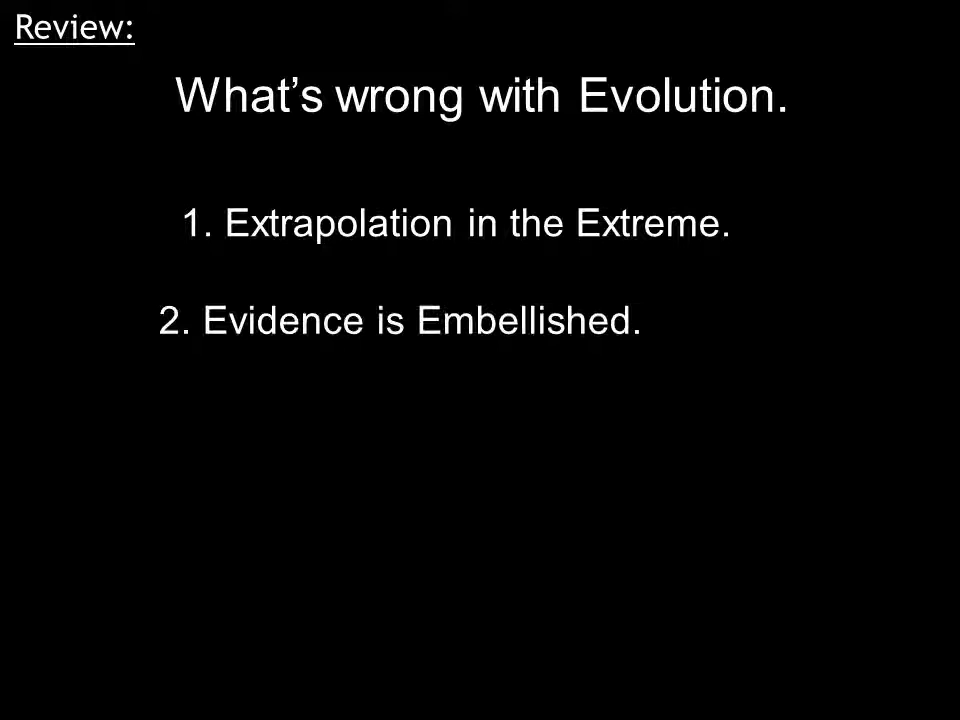 Review:
What’s wrong with Evolution.
1. Extrapolation in the Extreme.
2. Evidence is Embellished.